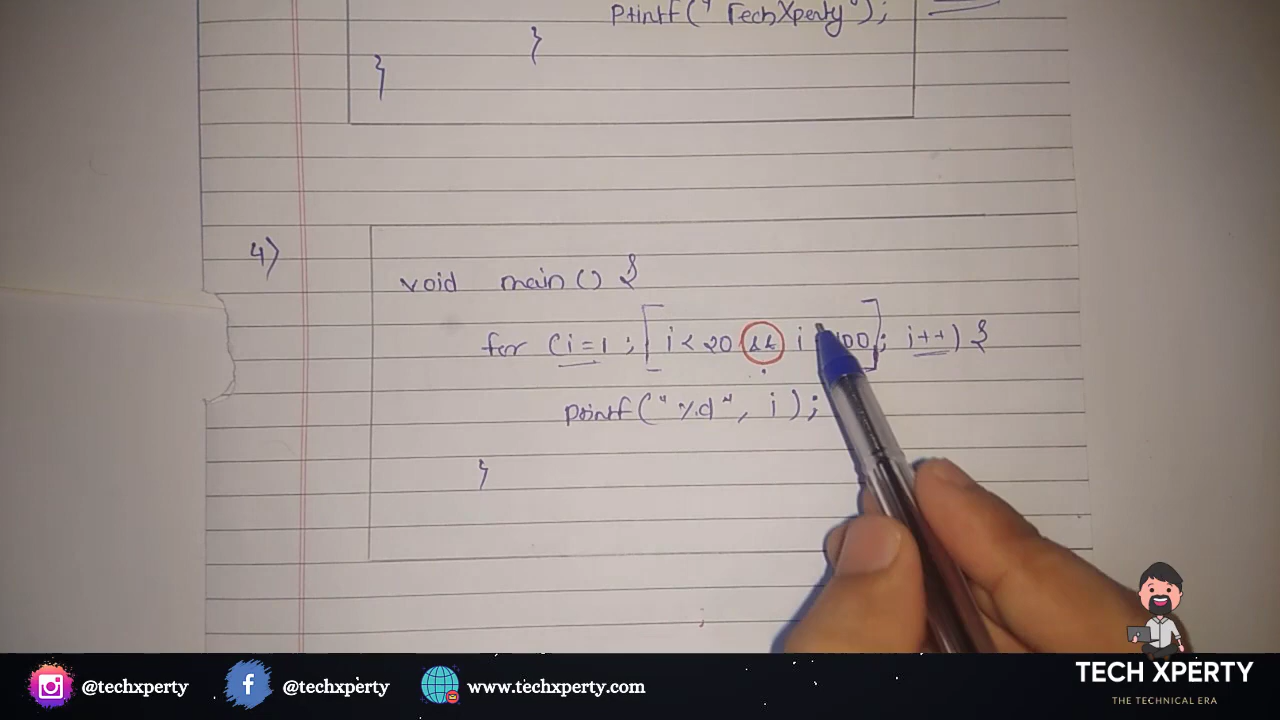 printf(" TechXperty");
}
}
4)
void main() {
for (i=1 ; [ i < 20 && i 100] ; i++) {
printf(" %d ", i);
}
@techxperty @techxperty www.techxperty.com
TECH XPERTY
THE TECHNICAL ERA